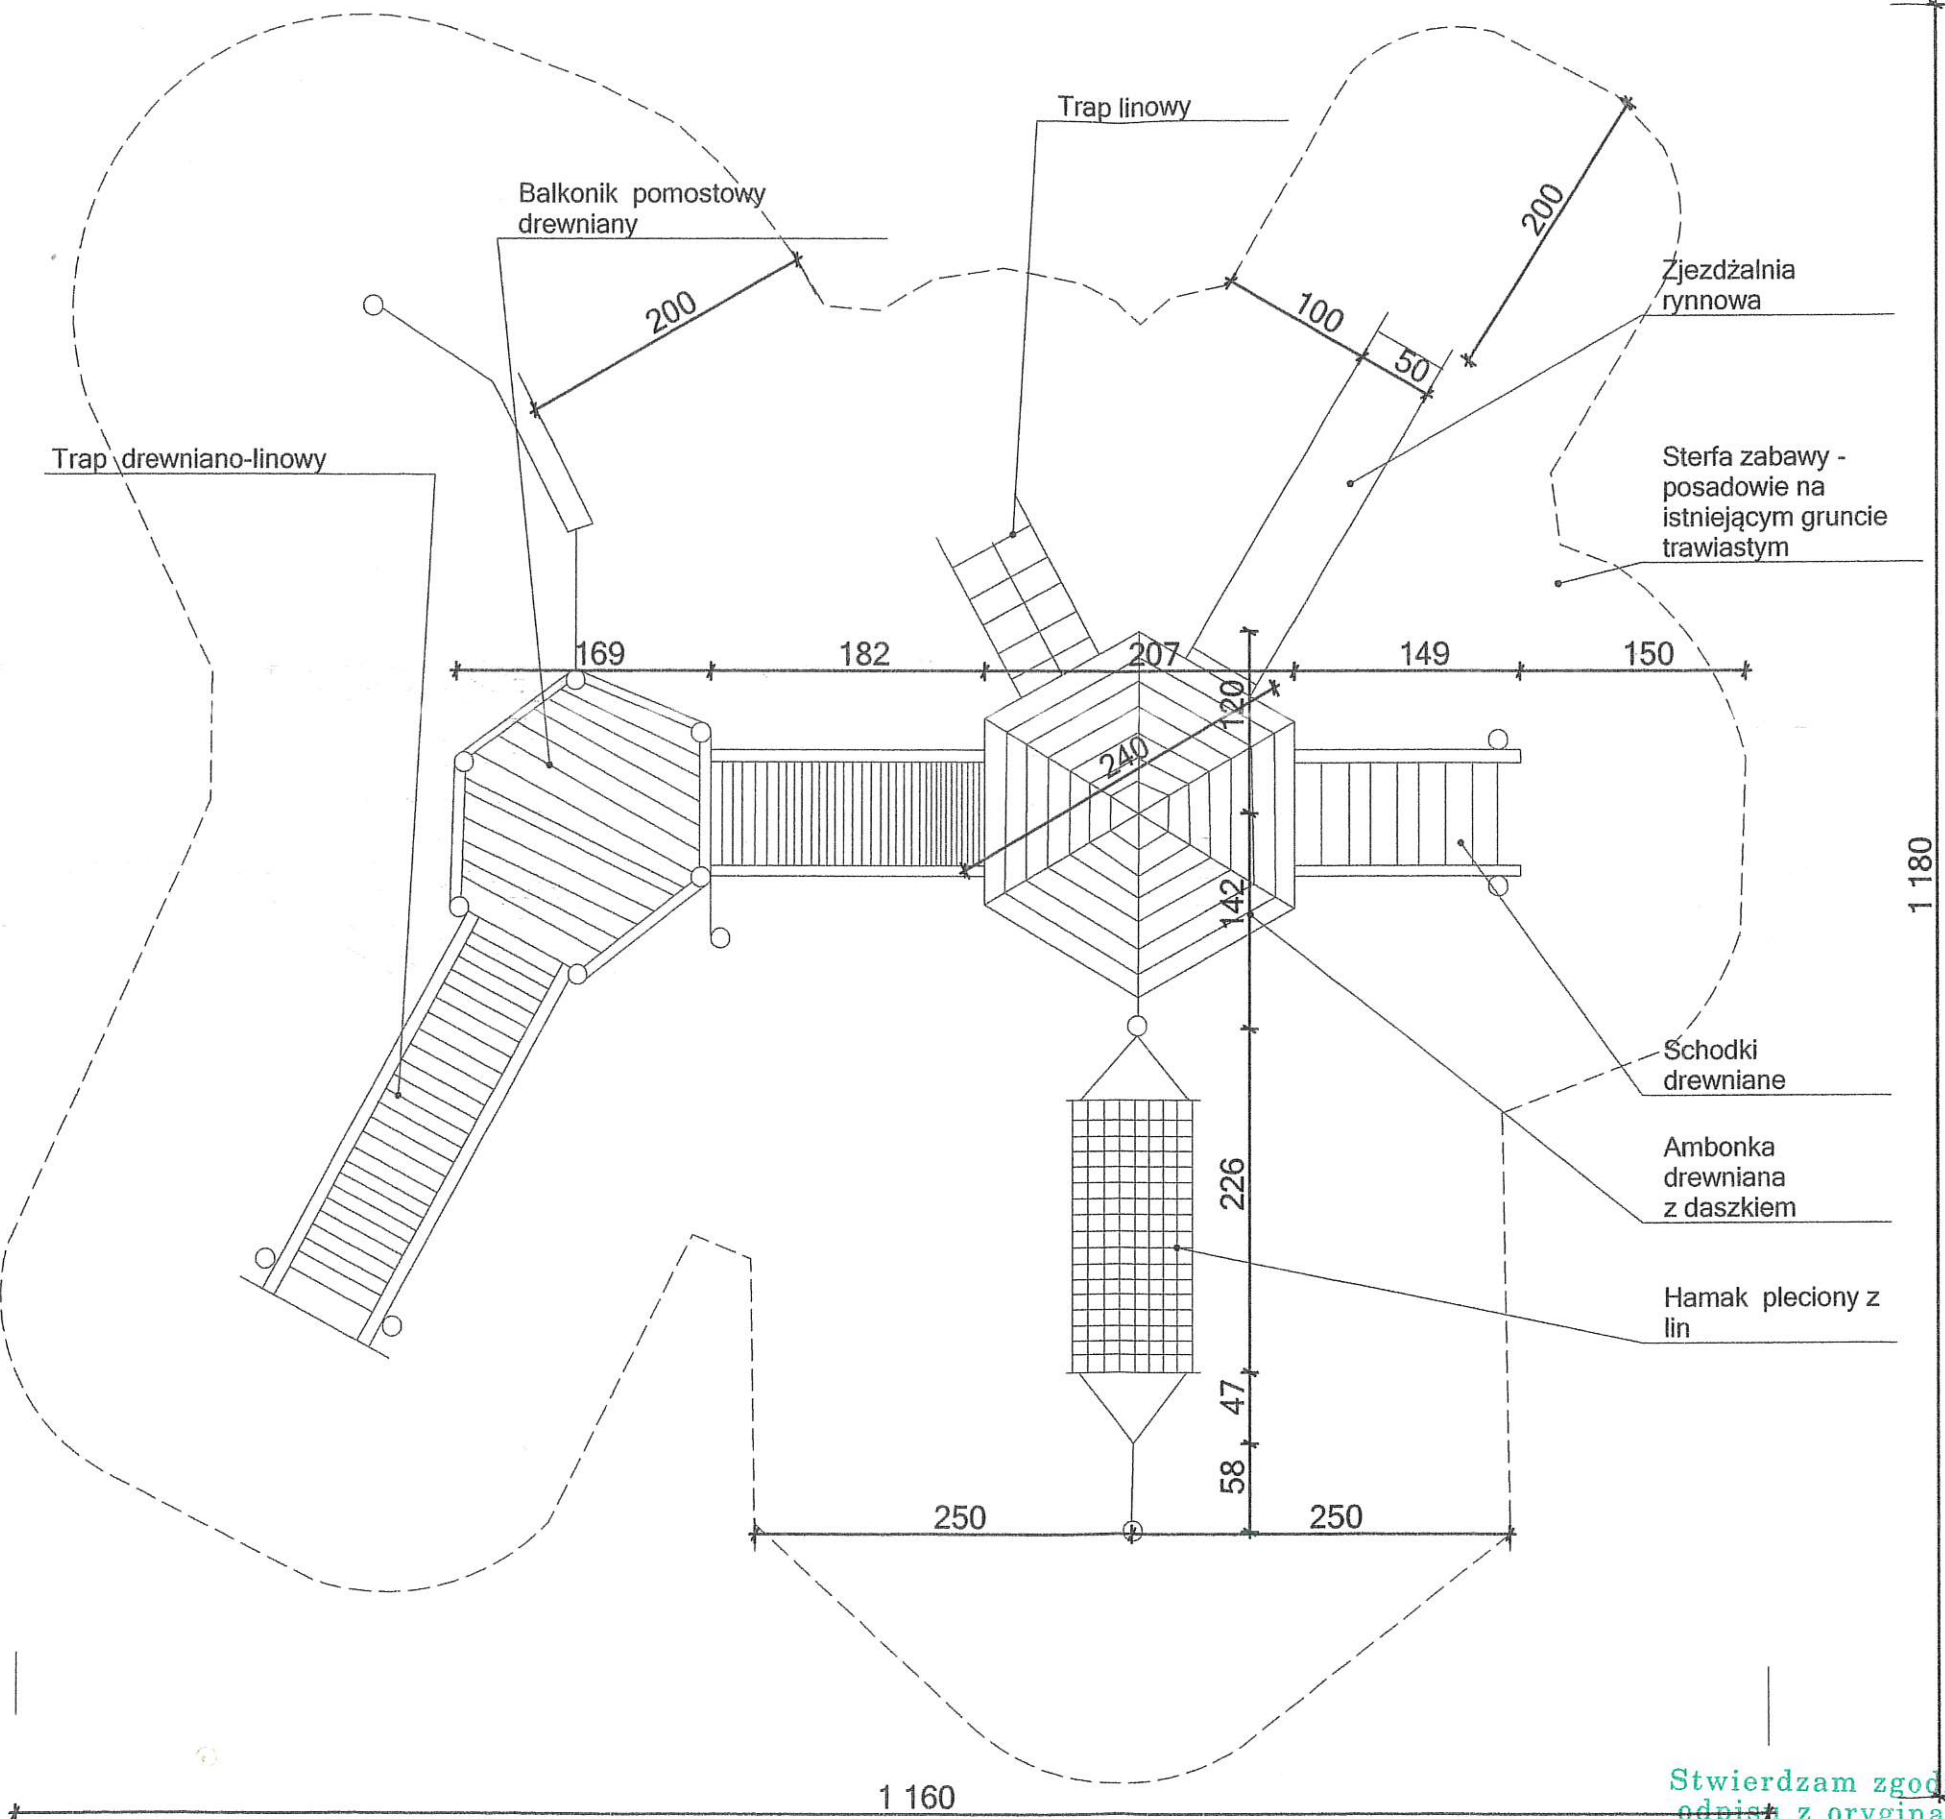 Trap linowy
Balkonik pomostowy
drewniany
200
200
Zjezdżalnia
rynnowa
100
50
Trap drewniano-linowy
Sterfa zabawy -
posadowie na
istniejącym gruncie
trawiastym
169
182
207
149
150
120
240
142
1 180
Schodki
drewniane
Ambonka
drewniana
z daszkiem
226
Hamak pleciony z
lin
47
58
250
250
1 160
Stwierdzam zgod
odpisu z orygina